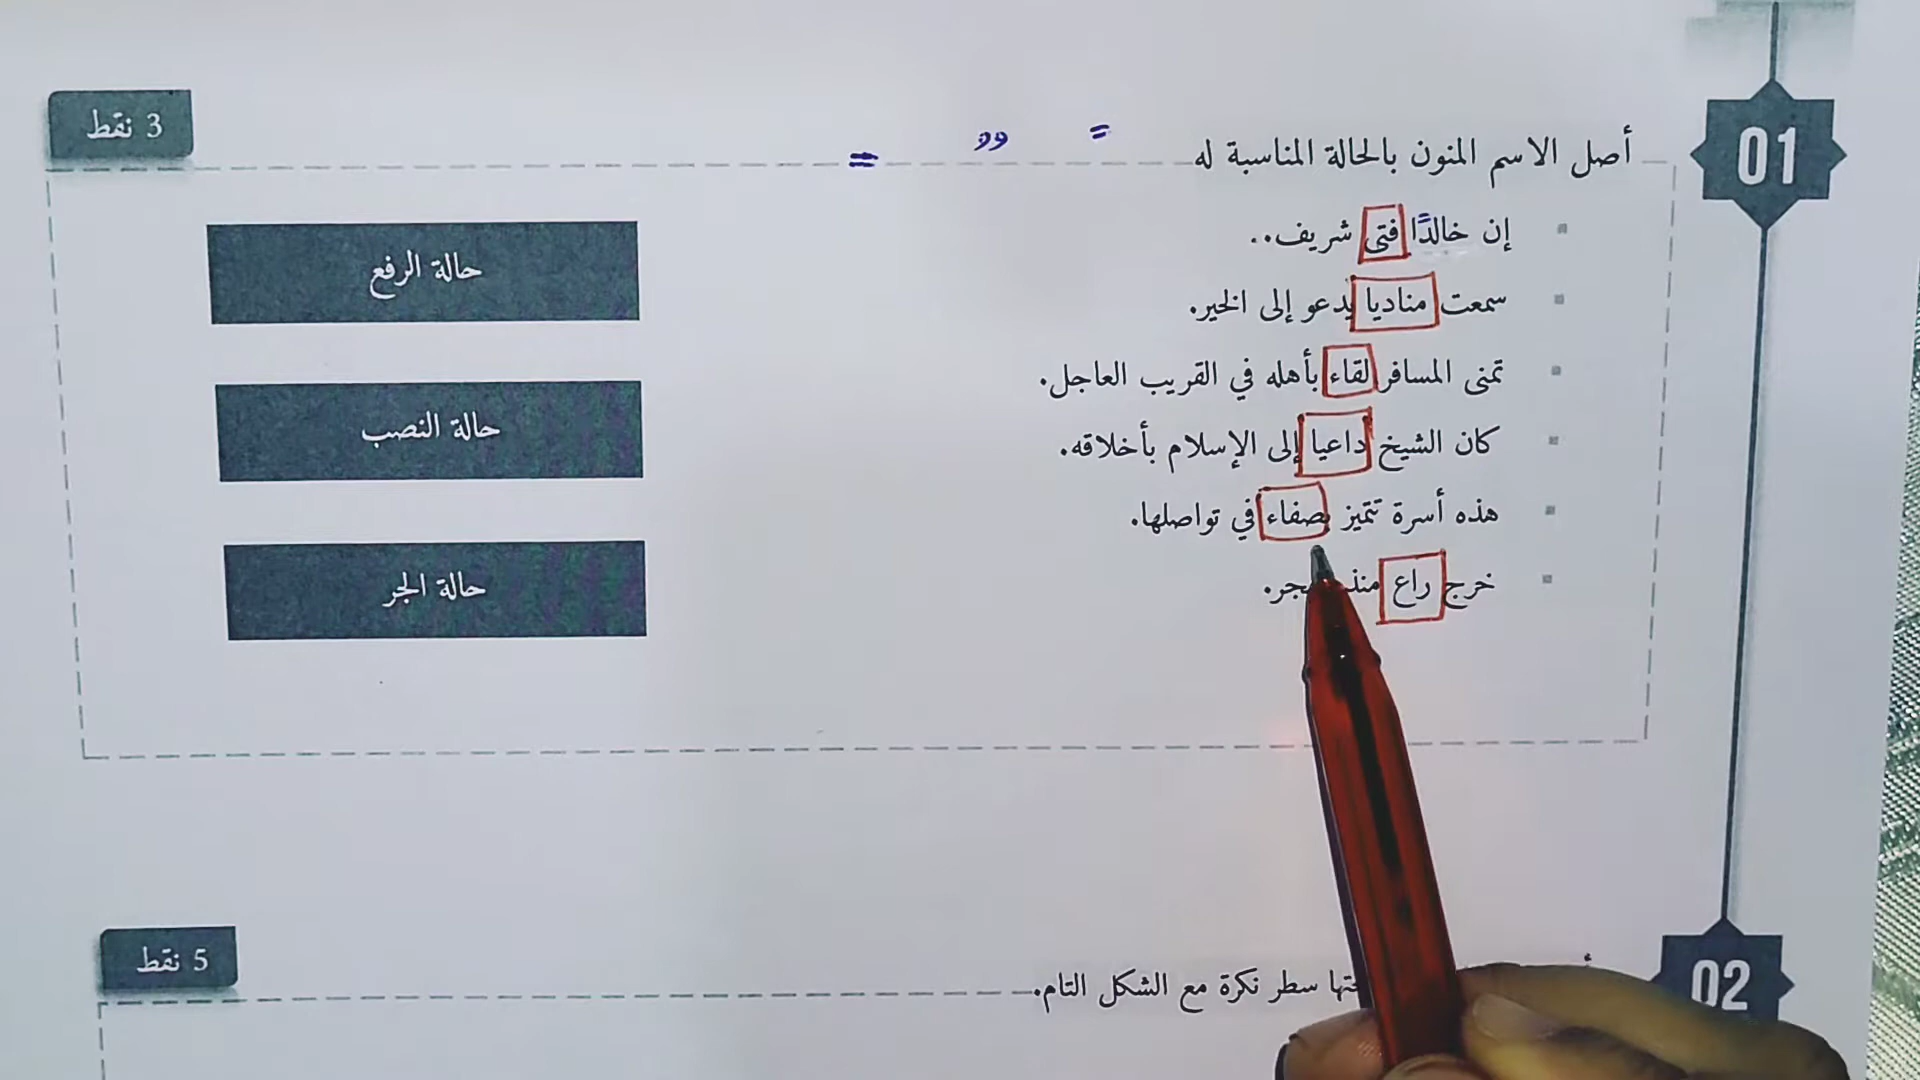 01
أصل الاسم المنون بالحالة المناسبة له
3 نقط
إن خالدًا فتى شريف..
سمعت مناديا يدعو إلى الخير.
تمنى المسافر لقاء بأهله في القريب العاجل.
كان الشيخ داعيا إلى الإسلام بأخلاقه.
هذه أسرة تتميز بصفاء في تواصلها.
خرج راع منذ
حالة الرفع
حالة النصب
حالة الجر
02
سطر نكرة مع الشكل التام.
5 نقط